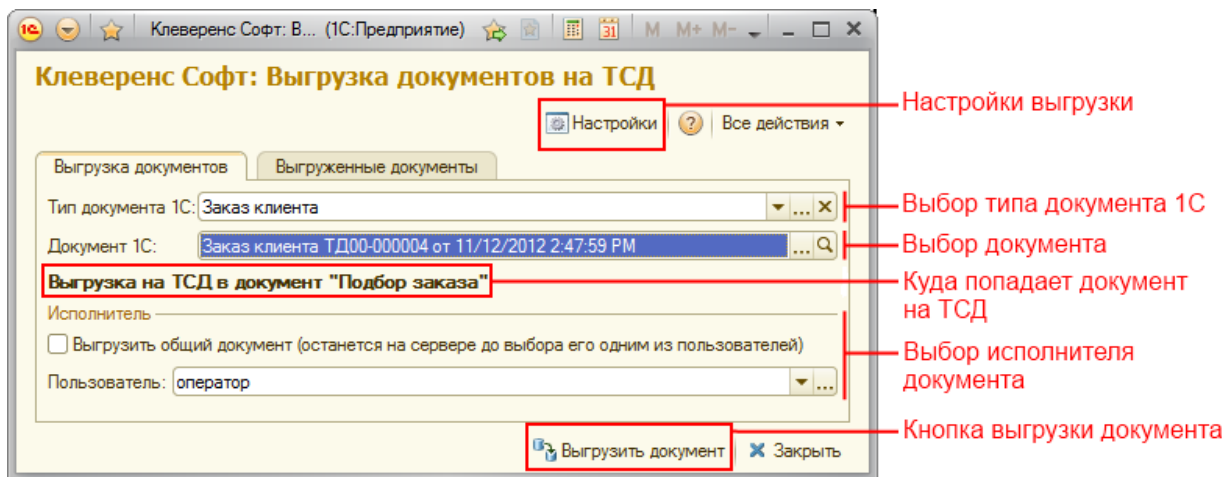 Клеверенс Софт: В... (1С:Предприятие)
31
M M+ M-
Клеверенс Софт: Выгрузка документов на ТСД
Настройки
?
Все действия
Настройки выгрузки
Выгрузка документов
Выгруженные документы
Тип документа 1С: Заказ клиента
...
Выбор типа документа 1С
Документ 1С: Заказ клиента ТД00-000004 от 11/12/2012 2:47:59 PM
...
Выбор документа
Выгрузка на ТСД в документ "Подбор заказа"
Куда попадает документ
на ТСД
Исполнитель
Выгрузить общий документ (останется на сервере до выбора его одним из пользователей)
Пользователь: оператор
...
Выбор исполнителя
документа
Выгрузить документ
Закрыть
Кнопка выгрузки документа